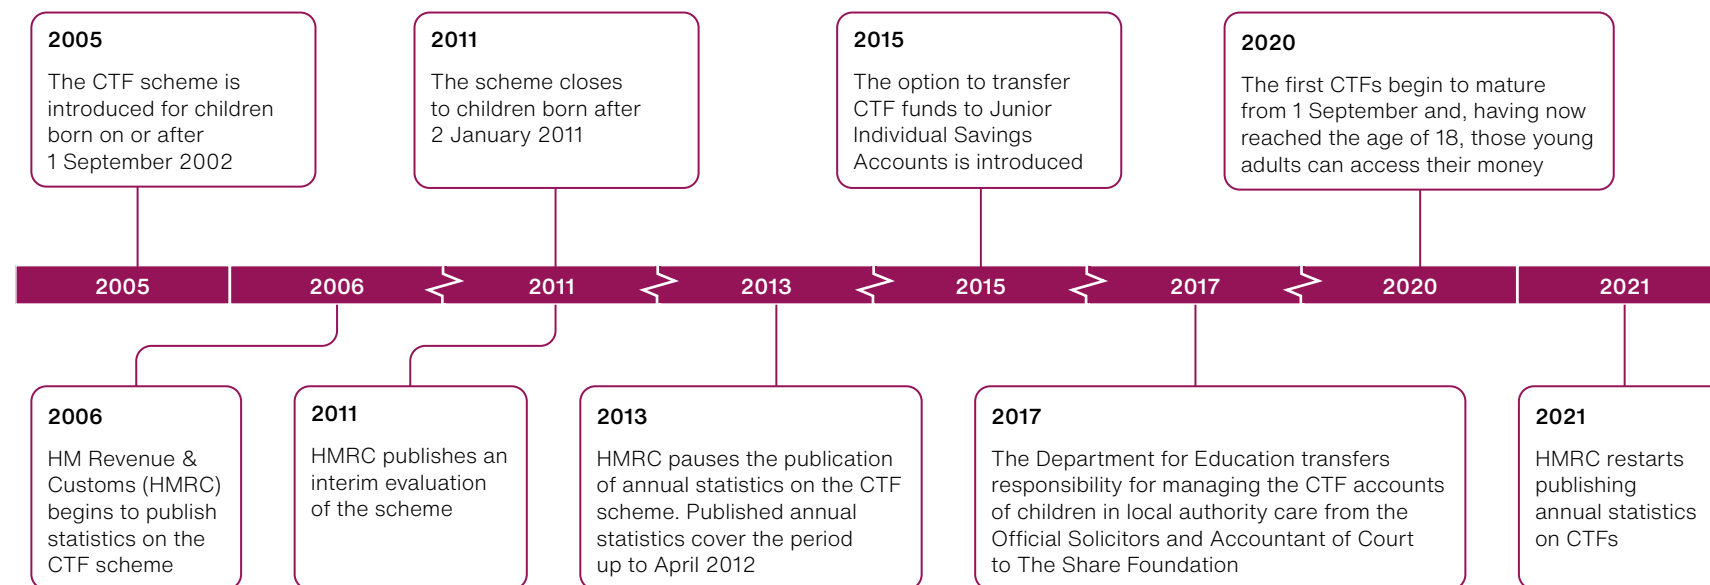 2005
The CTF scheme is
introduced for children
born on or after
1 September 2002
2011
The scheme closes
to children born after
2 January 2011
2015
The option to transfer
CTF funds to Junior
Individual Savings
Accounts is introduced
2020
The first CTFs begin to mature
from 1 September and, having now
reached the age of 18, those young
adults can access their money
2005
2006
2011
2013
2015
2017
2020
2021
2006
HM Revenue &
Customs (HMRC)
begins to publish
statistics on the
CTF scheme
2011
HMRC publishes an
interim evaluation
of the scheme
2013
HMRC pauses the publication
of annual statistics on the CTF
scheme. Published annual
statistics cover the period
up to April 2012
2017
The Department for Education transfers
responsibility for managing the CTF accounts
of children in local authority care from the
Official Solicitors and Accountant of Court
to The Share Foundation
2021
HMRC restarts
publishing
annual statistics
on CTFs